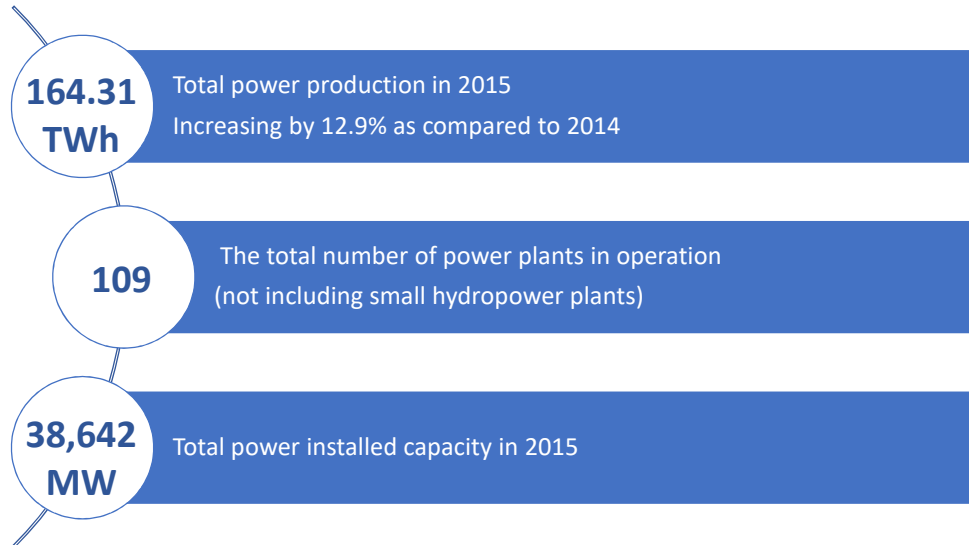 164.31
TWh
Total power production in 2015
Increasing by 12.9% as compared to 2014
109
The total number of power plants in operation
(not including small hydropower plants)
38,642
MW
Total power installed capacity in 2015